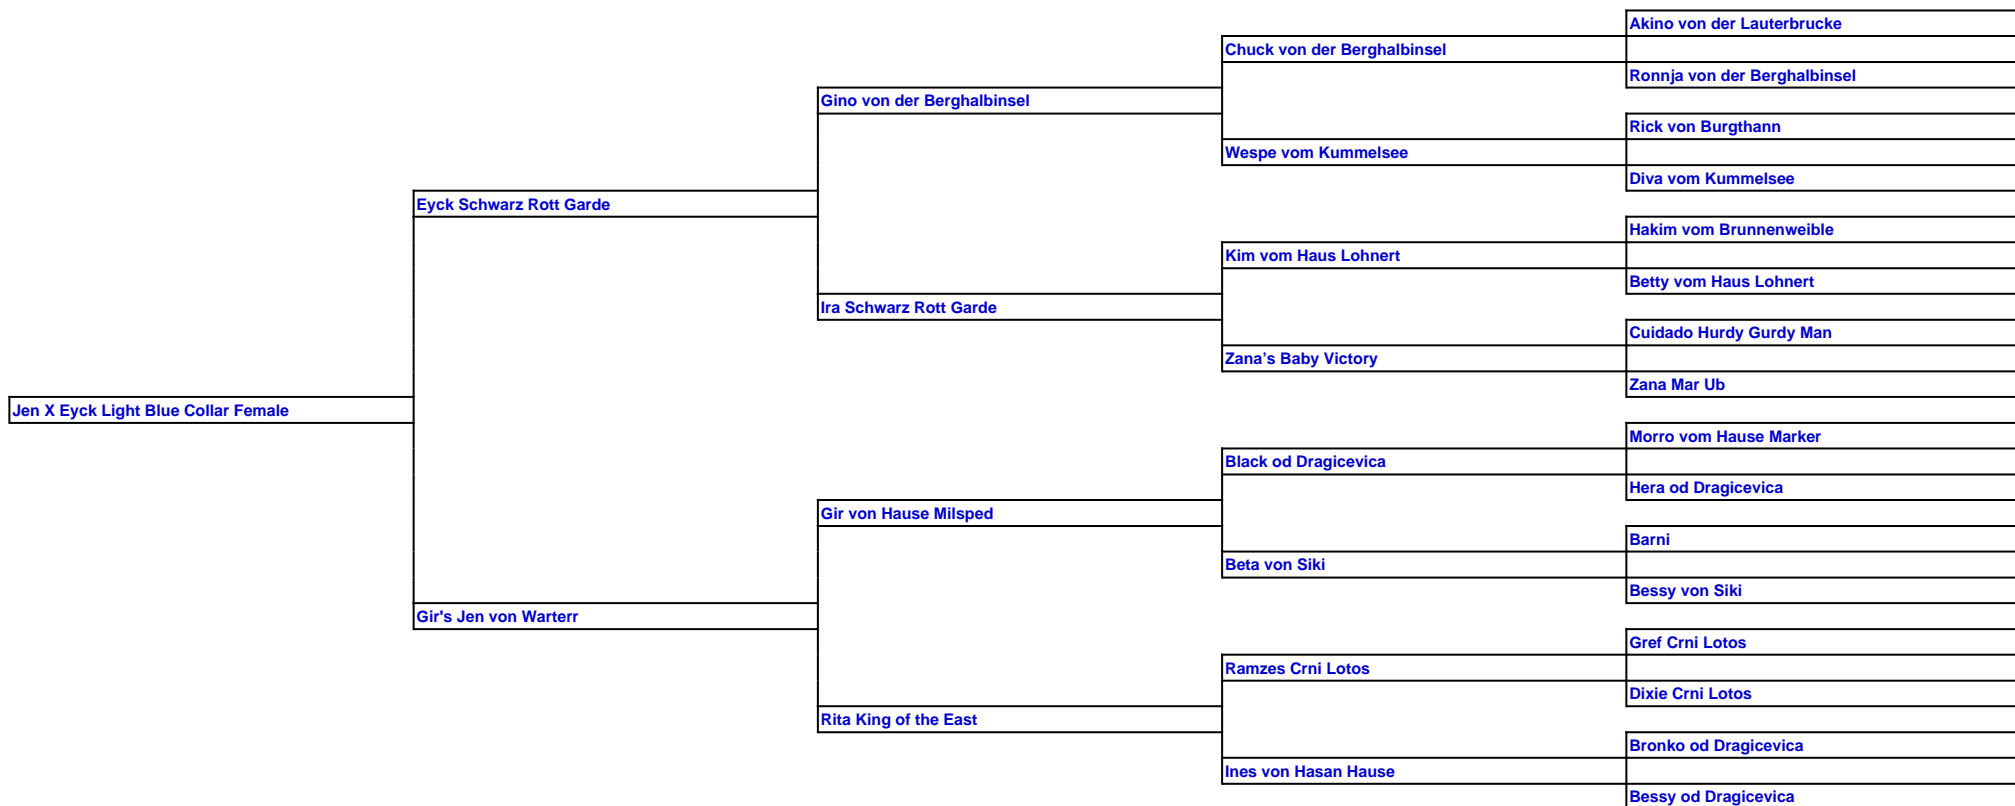 Akino von der Lauterbrucke
Chuck von der Berghalbinsel
Ronnja von der Berghalbinsel
Gino von der Berghalbinsel
Rick von Burgthann
Wespe vom Kummelsee
Diva vom Kummelsee
Eyck Schwarz Rott Garde
Hakim vom Brunnenweible
Kim vom Haus Lohnert
Betty vom Haus Lohnert
Ira Schwarz Rott Garde
Cuidado Hurdy Gurdy Man
Zana’s Baby Victory
Zana Mar Ub
Jen X Eyck Light Blue Collar Female
Morro vom Hause Marker
Black od Dragicevica
Hera od Dragicevica
Gir von Hause Milsped
Barni
Beta von Siki
Bessy von Siki
Gir's Jen von Warterr
Gref Crni Lotos
Ramzes Crni Lotos
Dixie Crni Lotos
Rita King of the East
Bronko od Dragicevica
Ines von Hasan Hause
Bessy od Dragicevica